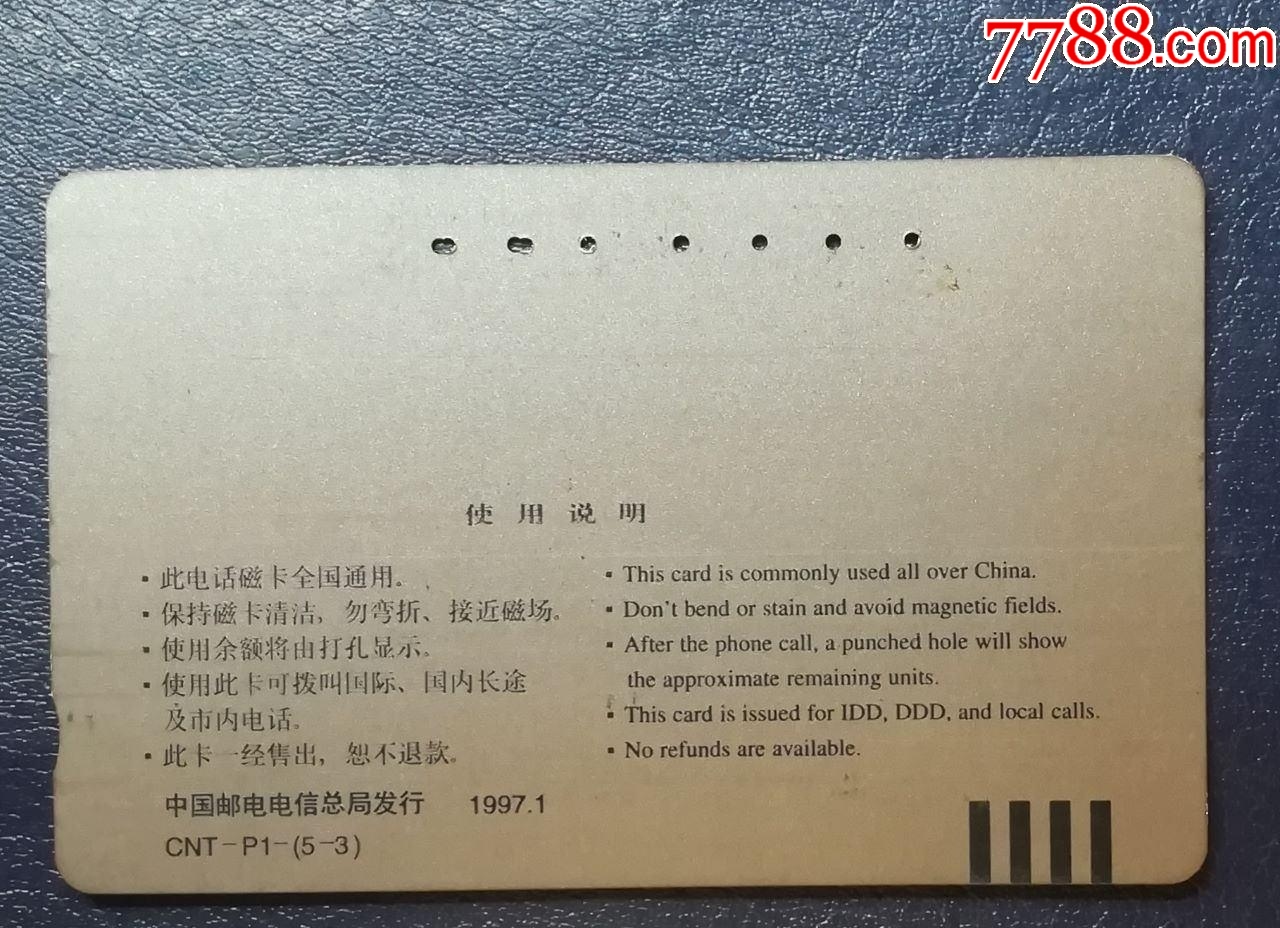 7788.com
使用说明
▪ 此电话磁卡全国通用。
▪ 保持磁卡清洁，勿弯折、接近磁场。
▪ 使用余额将由打孔显示。
▪ 使用此卡可拨叫国际、国内长途
及市内电话。
▪ 此卡一经售出，恕不退款。
▪ This card is commonly used all over China.
▪ Don't bend or stain and avoid magnetic fields.
▪ After the phone call, a punched hole will show
the approximate remaining units.
▪ This card is issued for IDD, DDD, and local calls.
▪ No refunds are available.
中国邮电电信总局发行 1997.1
CNT-P1-(5-3)